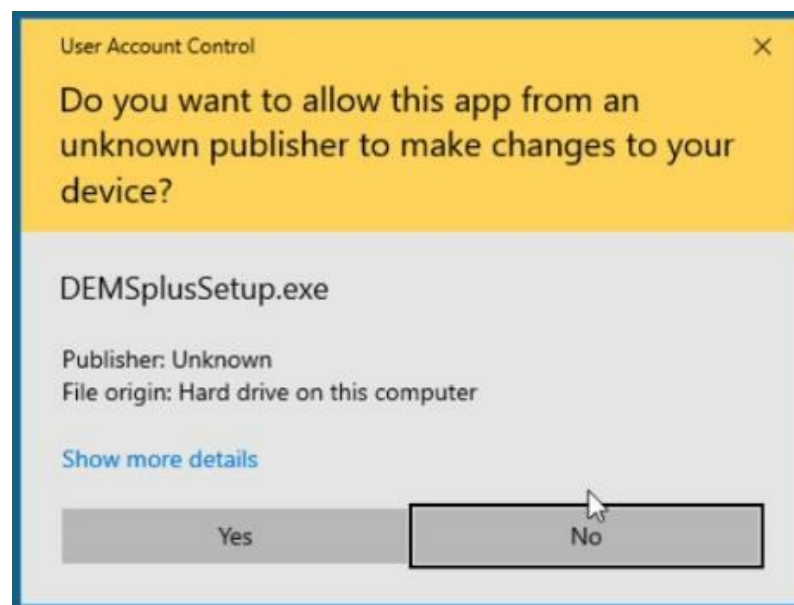 User Account Control
Do you want to allow this app from an
unknown publisher to make changes to your
device?
DEMSplusSetup.exe
Publisher: Unknown
File origin: Hard drive on this computer
Show more details
Yes
No